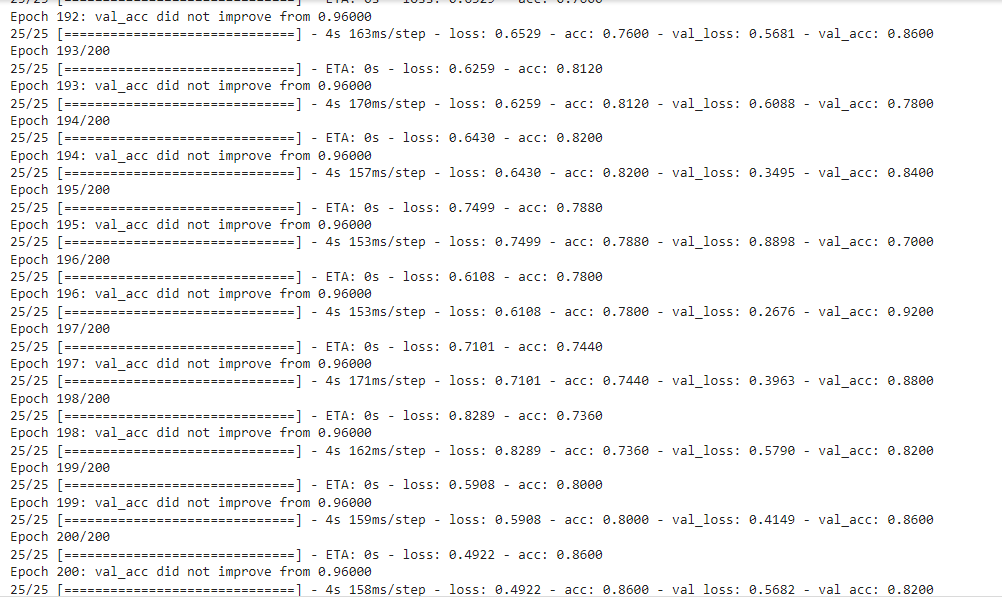 Epoch 192: val_acc did not improve from 0.96000
25/25 [==============================] - 4s 163ms/step - loss: 0.6529 - acc: 0.7600 - val_loss: 0.5681 - val_acc: 0.8600
Epoch 193/200
25/25 [==============================] - ETA: 0s - loss: 0.6259 - acc: 0.8120
Epoch 193: val_acc did not improve from 0.96000
25/25 [==============================] - 4s 170ms/step - loss: 0.6259 - acc: 0.8120 - val_loss: 0.6088 - val_acc: 0.7800
Epoch 194/200
25/25 [==============================] - ETA: 0s - loss: 0.6430 - acc: 0.8200
Epoch 194: val_acc did not improve from 0.96000
25/25 [==============================] - 4s 157ms/step - loss: 0.6430 - acc: 0.8200 - val_loss: 0.3495 - val_acc: 0.8400
Epoch 195/200
25/25 [==============================] - ETA: 0s - loss: 0.7499 - acc: 0.7880
Epoch 195: val_acc did not improve from 0.96000
25/25 [==============================] - 4s 153ms/step - loss: 0.7499 - acc: 0.7880 - val_loss: 0.8898 - val_acc: 0.7000
Epoch 196/200
25/25 [==============================] - ETA: 0s - loss: 0.6108 - acc: 0.7800
Epoch 196: val_acc did not improve from 0.96000
25/25 [==============================] - 4s 153ms/step - loss: 0.6108 - acc: 0.7800 - val_loss: 0.2676 - val_acc: 0.9200
Epoch 197/200
25/25 [==============================] - ETA: 0s - loss: 0.7101 - acc: 0.7440
Epoch 197: val_acc did not improve from 0.96000
25/25 [==============================] - 4s 171ms/step - loss: 0.7101 - acc: 0.7440 - val_loss: 0.3963 - val_acc: 0.8800
Epoch 198/200
25/25 [==============================] - ETA: 0s - loss: 0.8289 - acc: 0.7360
Epoch 198: val_acc did not improve from 0.96000
25/25 [==============================] - 4s 162ms/step - loss: 0.8289 - acc: 0.7360 - val_loss: 0.5790 - val_acc: 0.8200
Epoch 199/200
25/25 [==============================] - ETA: 0s - loss: 0.5908 - acc: 0.8000
Epoch 199: val_acc did not improve from 0.96000
25/25 [==============================] - 4s 159ms/step - loss: 0.5908 - acc: 0.8000 - val_loss: 0.4149 - val_acc: 0.8600
Epoch 200/200
25/25 [==============================] - ETA: 0s - loss: 0.4922 - acc: 0.8600
Epoch 200: val_acc did not improve from 0.96000
25/25 [==============================] - 4s 158ms/step - loss: 0.4922 - acc: 0.8600 - val_loss: 0.5682 - val_acc: 0.8200